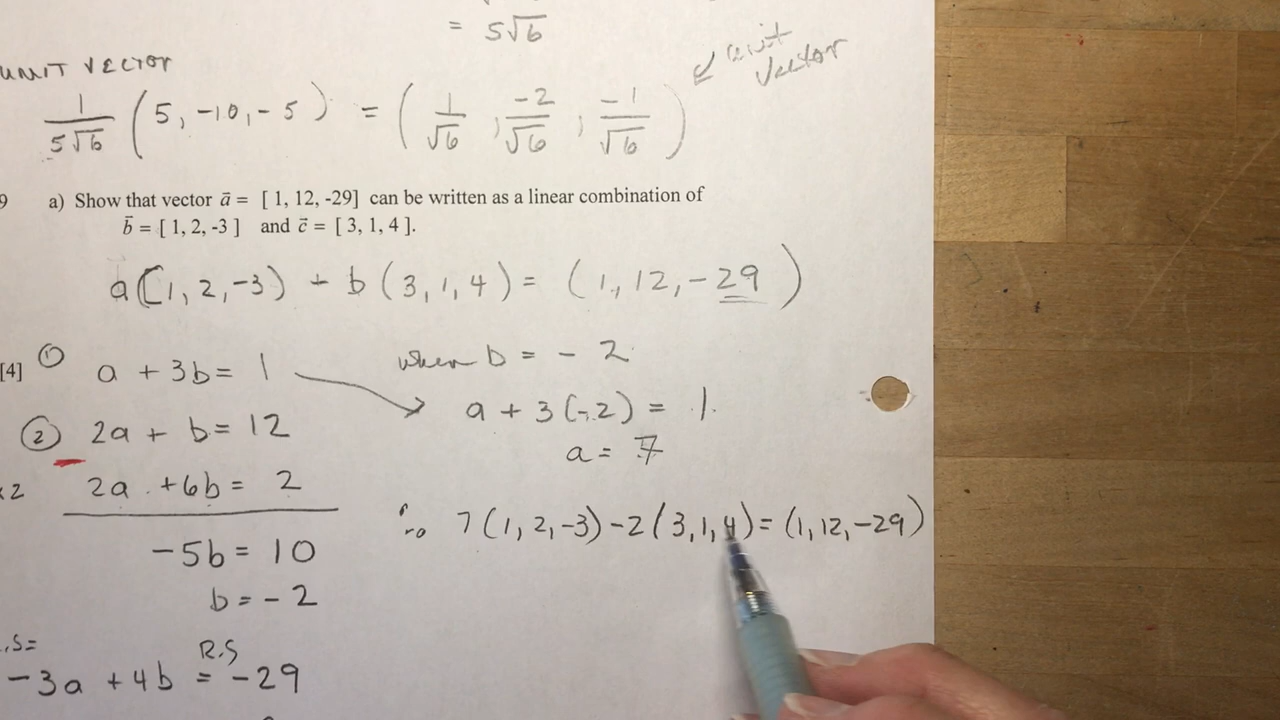 = 5√6
unit vector
UNIT VECTOR
1/5√6 (5, -10, -5) = (1/√6, -2/√6, -1/√6)
9 a) Show that vector a̅ = [ 1, 12, -29] can be written as a linear combination of
b̅ = [ 1, 2, -3 ] and c̅ = [ 3, 1, 4 ].
a(1, 2, -3) + b(3, 1, 4) = (1, 12, -29)
[4] ① a + 3b = 1
when b = -2
a + 3(-2) = 1
② 2a + b = 12
a = 7
x2 2a + 6b = 2
∴ 7(1, 2, -3) -2(3, 1, 4) = (1, 12, -29)
-5b = 10
b = -2
.S= R.S
-3a + 4b = -29